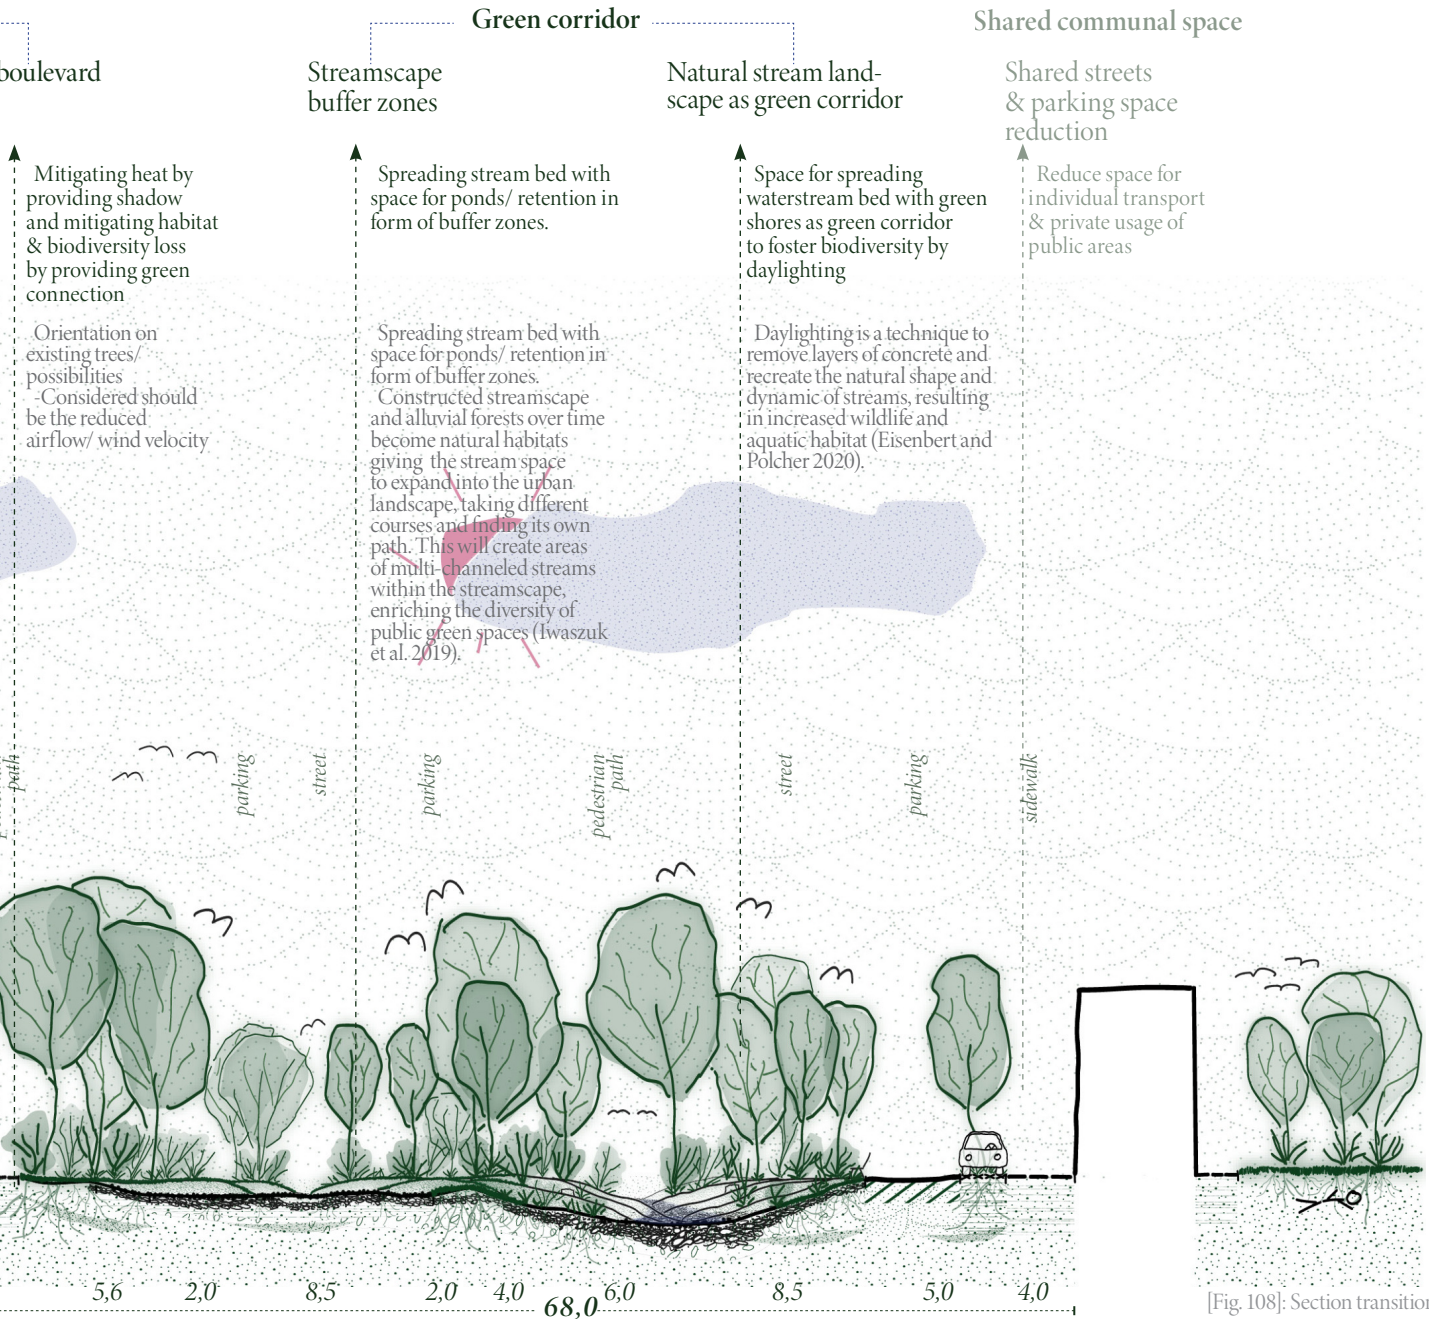 Green corridor
Shared communal space
boulevard
Streamscape
buffer zones
Natural stream land-
scape as green corridor
Shared streets
& parking space
reduction
Mitigating heat by
providing shadow
and mitigating habitat
& biodiversity loss
by providing green
connection
Orientation on
existing trees/
possibilities
-Considered should
be the reduced
airflow/ wind velocity
Spreading stream bed with
space for ponds/ retention in
form of buffer zones.
Spreading stream bed with
space for ponds/ retention in
form of buffer zones.
Constructed streamscape
and alluvial forests over time
become natural habitats
giving the stream space
to expand into the urban
landscape, taking different
courses and fnding its own
path. This will create areas
of multi-channeled streams
within the streamscape,
enriching the diversity of
public green spaces (Iwaszuk
et al. 2019).
Space for spreading
waterstream bed with green
shores as green corridor
to foster biodiversity by
daylighting
Daylighting is a technique to
remove layers of concrete and
recreate the natural shape and
dynamic of streams, resulting
in increased wildlife and
aquatic habitat (Eisenbert and
Polcher 2020).
Reduce space for
individual transport
& private usage of
public areas
path
parking
street
parking
pedestrian
path
street
parking
sidewalk
5,6
2,0
8,5
2,0
4,0
6,0
8,5
5,0
4,0
68,0
[Fig. 108]: Section transition